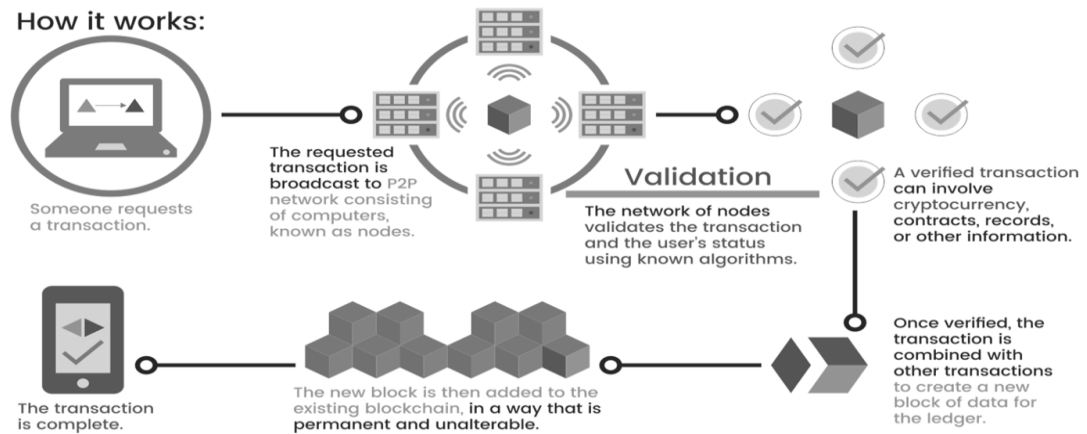 How it works:
Someone requests
a transaction.
The requested
transaction is
broadcast to P2P
network consisting
of computers,
known as nodes.
Validation
The network of nodes
validates the transaction
and the user's status
using known algorithms.
A verified transaction
can involve
cryptocurrency,
contracts, records,
or other information.
Once verified, the
transaction is
combined with
other transactions
to create a new
block of data for
the ledger.
The new block is then added to the
existing blockchain, in a way that is
permanent and unalterable.
The transaction
is complete.